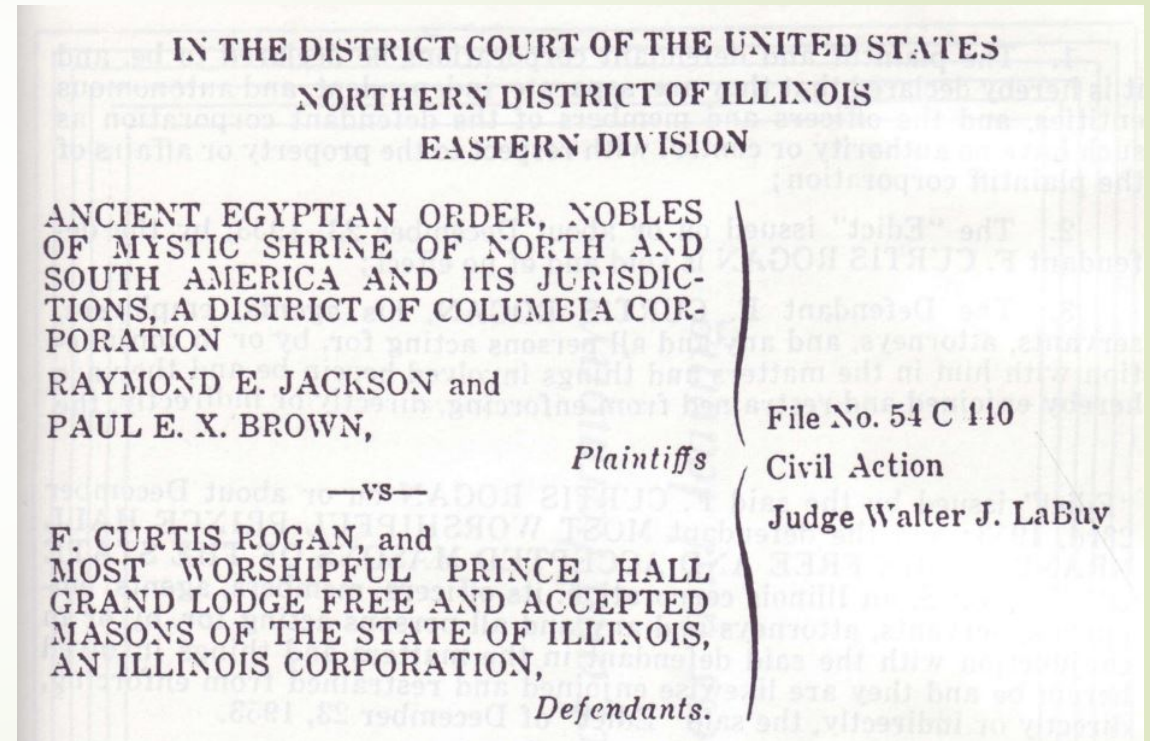 IN THE DISTRICT COURT OF THE UNITED STATES
NORTHERN DISTRICT OF ILLINOIS
EASTERN DIVISION
ANCIENT EGYPTIAN ORDER, NOBLES
OF MYSTIC SHRINE OF NORTH AND
SOUTH AMERICA AND ITS JURISDIC-
TIONS, A DISTRICT OF COLUMBIA COR-
PORATION
RAYMOND E. JACKSON and
PAUL E. X. BROWN,
Plaintiffs
—vs—
F. CURTIS ROGAN, and
MOST WORSHIPFUL PRINCE HALL
GRAND LODGE FREE AND ACCEPTED
MASONS OF THE STATE OF ILLINOIS,
AN ILLINOIS CORPORATION,
Defendants.
File No. 54 C 440
Civil Action
Judge Walter J. LaBuy